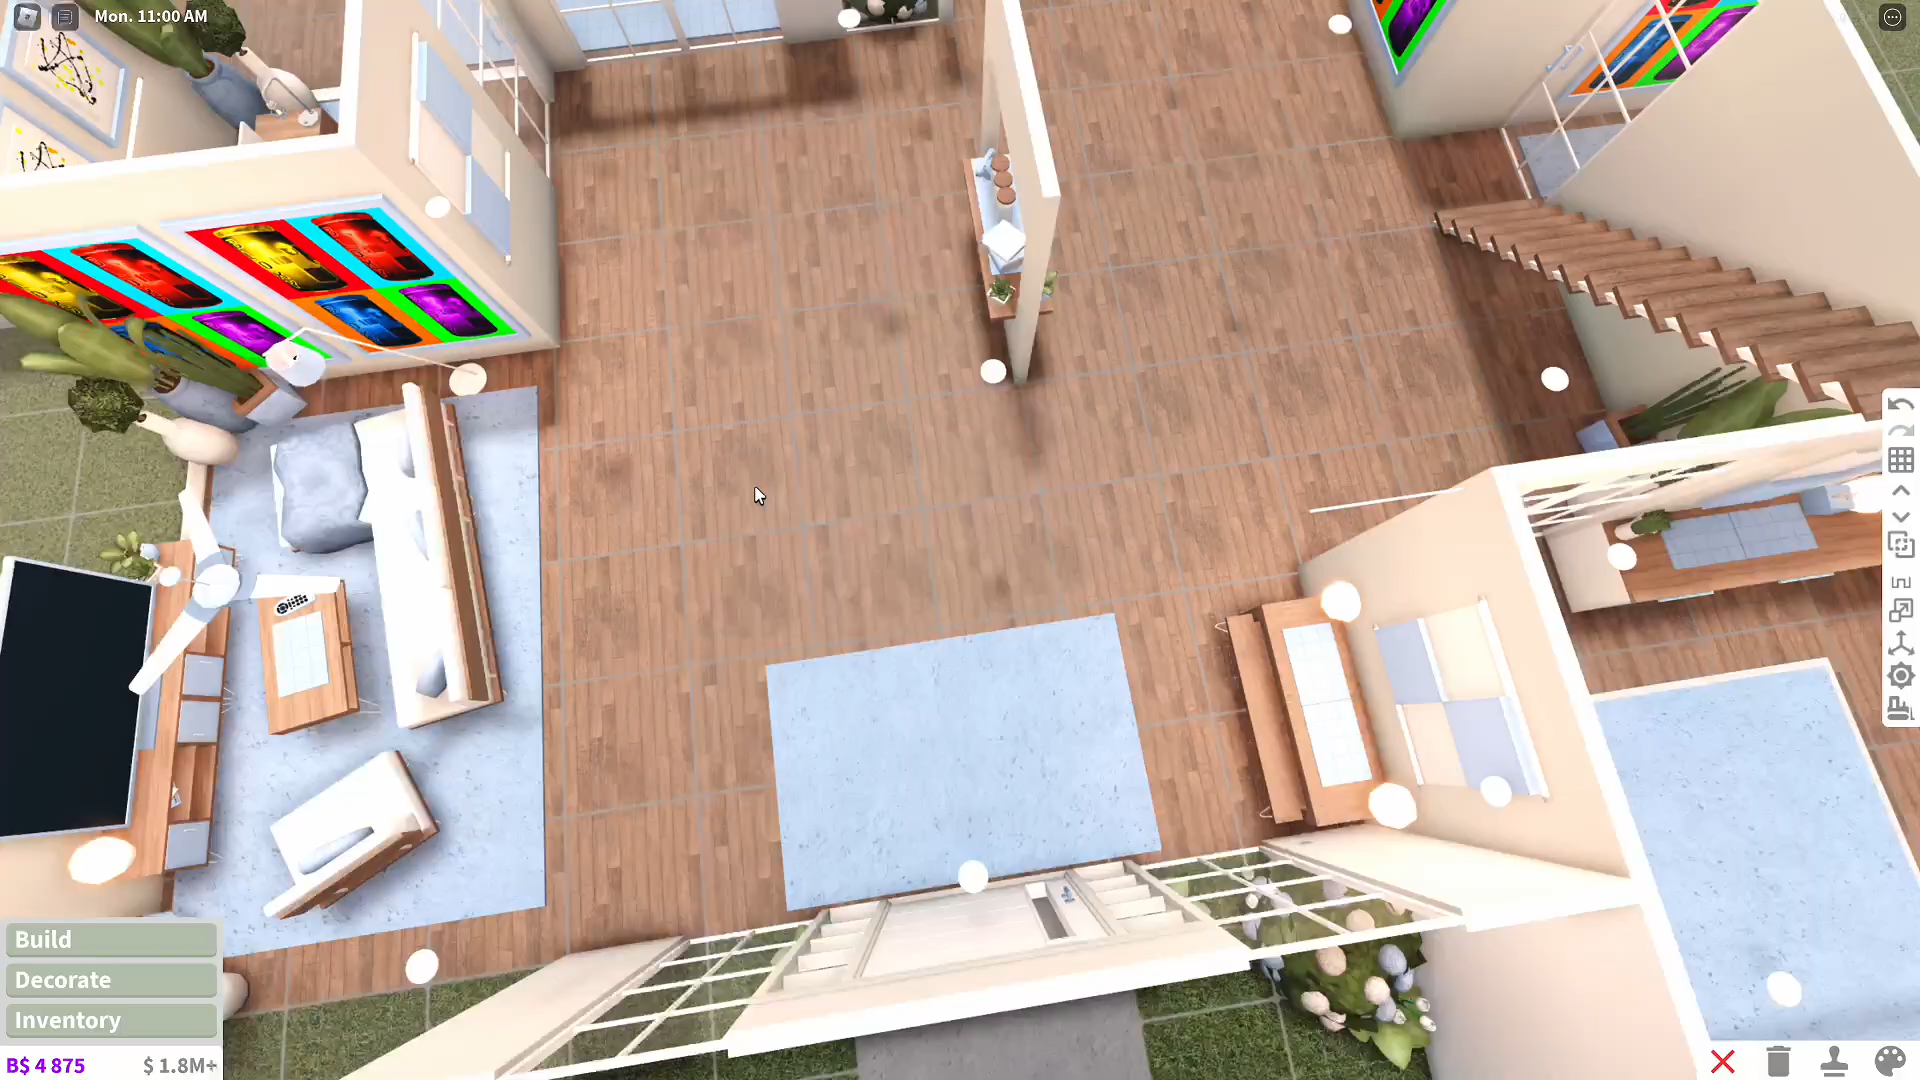 Mon. 11:00 AM
Build
Decorate
Inventory
B$ 4 875
$ 1.8M+